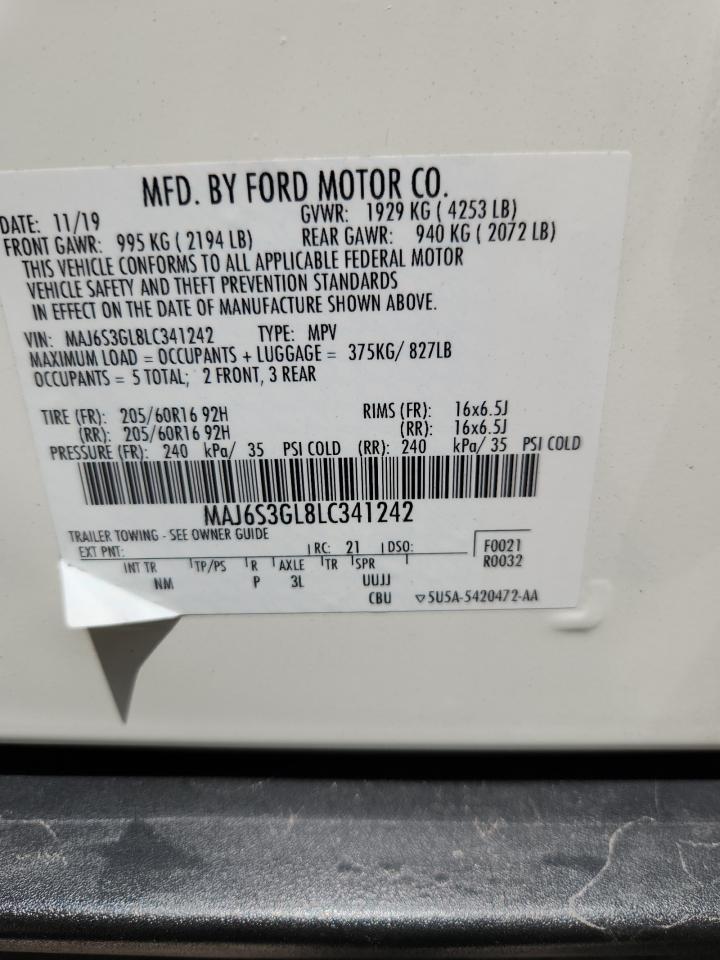 MFD. BY FORD MOTOR CO.
DATE: 11/19 GVWR: 1929 KG ( 4253 LB)
FRONT GAWR: 995 KG ( 2194 LB) REAR GAWR: 940 KG ( 2072 LB)
THIS VEHICLE CONFORMS TO ALL APPLICABLE FEDERAL MOTOR
VEHICLE SAFETY AND THEFT PREVENTION STANDARDS
IN EFFECT ON THE DATE OF MANUFACTURE SHOWN ABOVE.
VIN: MAJ6S3GL8LC341242 TYPE: MPV
MAXIMUM LOAD = OCCUPANTS + LUGGAGE = 375KG/ 827LB
OCCUPANTS = 5 TOTAL; 2 FRONT, 3 REAR
TIRE (FR): 205/60R16 92H RIMS (FR): 16x6.5J
(RR): 205/60R16 92H (RR): 16x6.5J
PRESSURE (FR): 240 kPa/ 35 PSI COLD (RR): 240 kPa/ 35 PSI COLD
MAJ6S3GL8LC341242
TRAILER TOWING - SEE OWNER GUIDE
EXT PNT: RC: 21 DSO: F0021
R0032
INT TR TP/PS R AXLE TR SPR
NM P 3L UUJJ
CBU ▽5U5A-5420472-AA